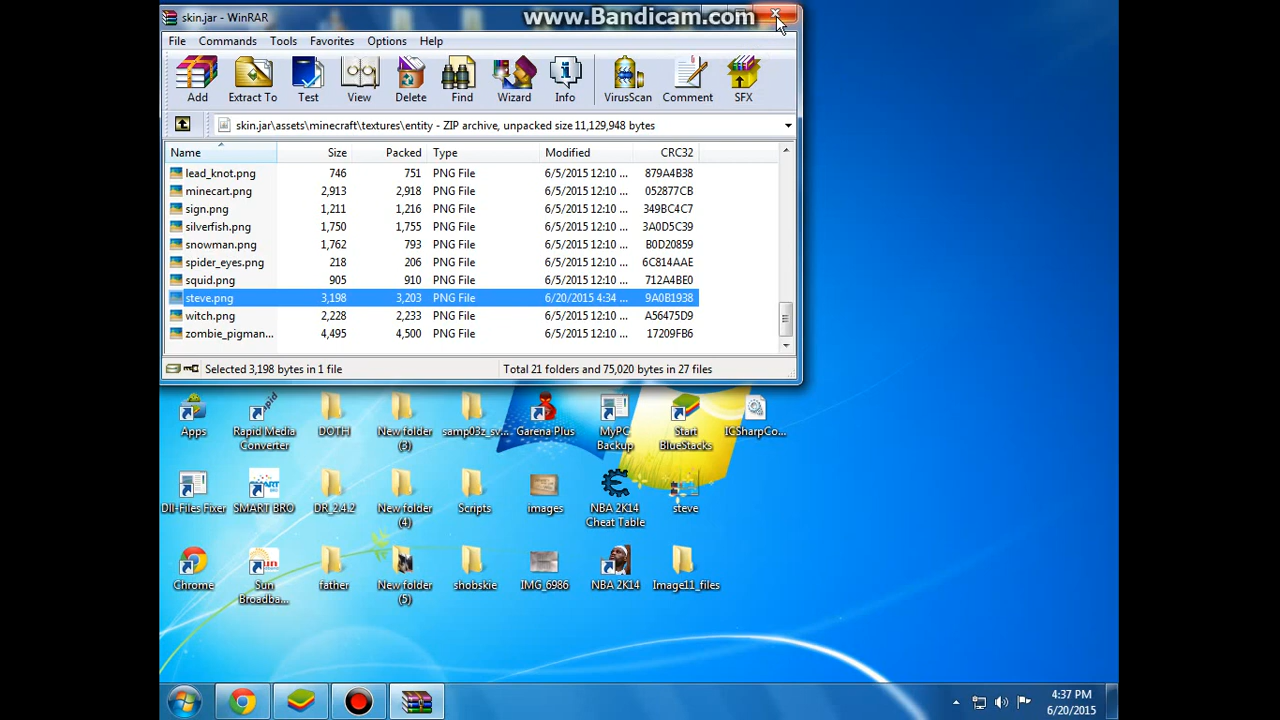 skin.jar - WinRAR
www.Bandicam.com
File Commands Tools Favorites Options Help
Add Extract To Test View Delete Find Wizard Info VirusScan Comment SFX
skin.jar\assets\minecraft\textures\entity - ZIP archive, unpacked size 11,129,948 bytes
Name Size Packed Type Modified CRC32
lead_knot.png 746 751 PNG File 6/5/2015 12:10 ... 879A4B38
minecart.png 2,913 2,918 PNG File 6/5/2015 12:10 ... 052877CB
sign.png 1,211 1,216 PNG File 6/5/2015 12:10 ... 349BC4C7
silverfish.png 1,750 1,755 PNG File 6/5/2015 12:10 ... 3A0D5C39
snowman.png 1,762 793 PNG File 6/5/2015 12:10 ... B0D20859
spider_eyes.png 218 206 PNG File 6/5/2015 12:10 ... 6C814AAE
squid.png 905 910 PNG File 6/5/2015 12:10 ... 712A4BE0
steve.png 3,198 3,203 PNG File 6/20/2015 4:34 ... 9A0B1938
witch.png 2,228 2,233 PNG File 6/5/2015 12:10 ... A56475D9
zombie_pigman... 4,495 4,500 PNG File 6/5/2015 12:10 ... 17209FB6
Selected 3,198 bytes in 1 file
Total 21 folders and 75,020 bytes in 27 files
Apps Rapid Media DOTH New folder samp03z_sv... Garena Plus MyPC Start ICSharpCo...
Converter (3) Backup BlueStacks
Dll-Files Fixer SMART BRO DR_2.4.2 New folder Scripts images NBA 2K14 steve
(4) Cheat Table
Chrome Sun father New folder shobskie IMG_6986 NBA 2K14 Image11_files
Broadba... (5)
4:37 PM
6/20/2015